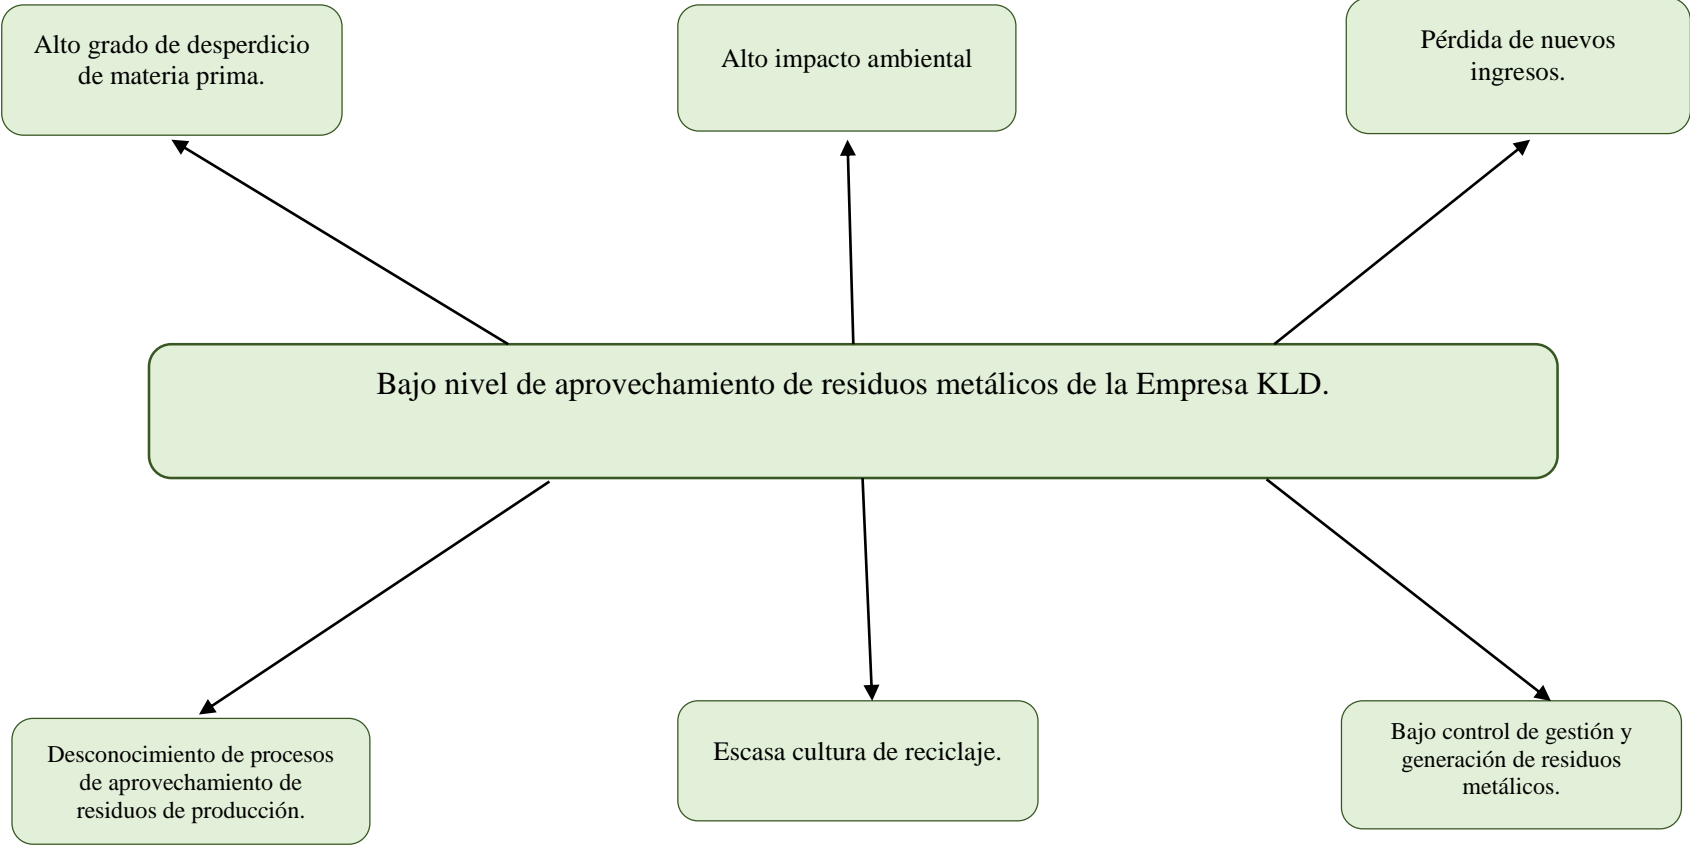 Alto grado de desperdicio
de materia prima.
Alto impacto ambiental
Pérdida de nuevos
ingresos.
Bajo nivel de aprovechamiento de residuos metálicos de la Empresa KLD.
Desconocimiento de procesos
de aprovechamiento de
residuos de producción.
Escasa cultura de reciclaje.
Bajo control de gestión y
generación de residuos
metálicos.